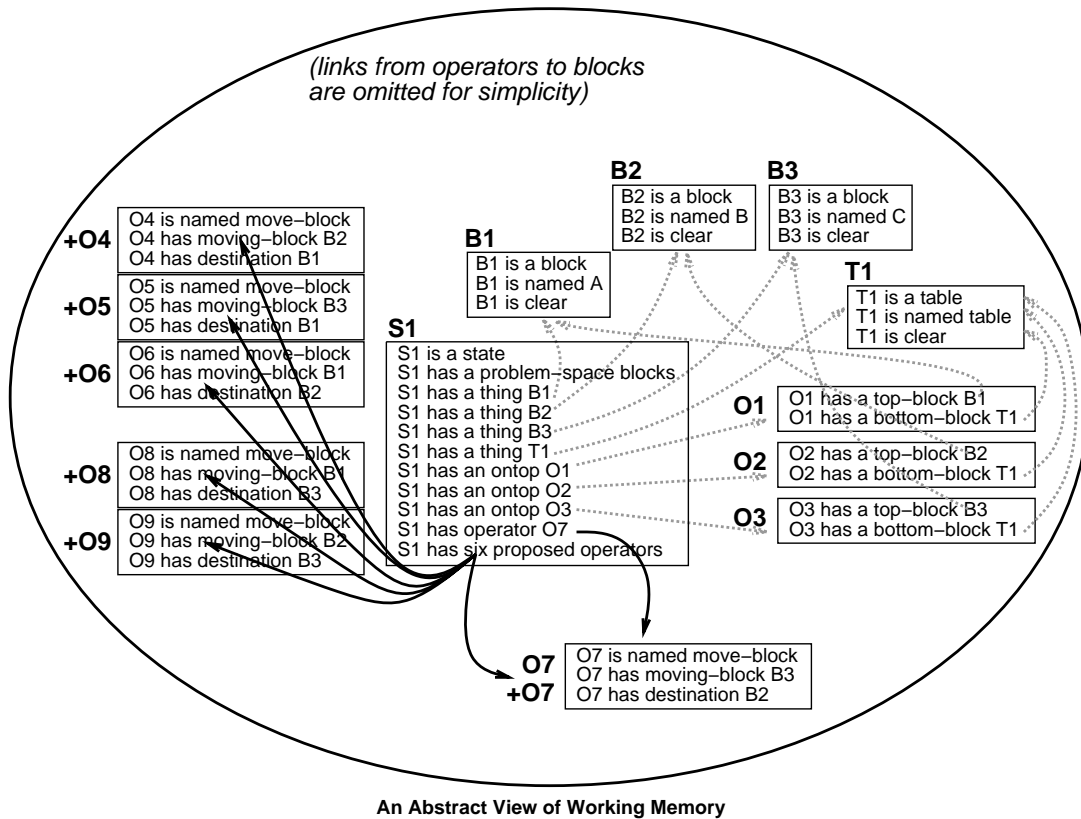 (links from operators to blocks
are omitted for simplicity)
B2
B2 is a block
B2 is named B
B2 is clear
B3
B3 is a block
B3 is named C
B3 is clear
+O4
O4 is named move−block
O4 has moving−block B2
O4 has destination B1
B1
B1 is a block
B1 is named A
B1 is clear
T1
T1 is a table
T1 is named table
T1 is clear
+O5
O5 is named move−block
O5 has moving−block B3
O5 has destination B1
+O6
O6 is named move−block
O6 has moving−block B1
O6 has destination B2
S1
S1 is a state
S1 has a problem−space blocks
S1 has a thing B1
S1 has a thing B2
S1 has a thing B3
S1 has a thing T1
S1 has an ontop O1
S1 has an ontop O2
S1 has an ontop O3
S1 has operator O7
S1 has six proposed operators
O1
O1 has a top−block B1
O1 has a bottom−block T1
O2
O2 has a top−block B2
O2 has a bottom−block T1
O3
O3 has a top−block B3
O3 has a bottom−block T1
+O8
O8 is named move−block
O8 has moving−block B1
O8 has destination B3
+O9
O9 is named move−block
O9 has moving−block B2
O9 has destination B3
O7
+O7
O7 is named move−block
O7 has moving−block B3
O7 has destination B2
An Abstract View of Working Memory